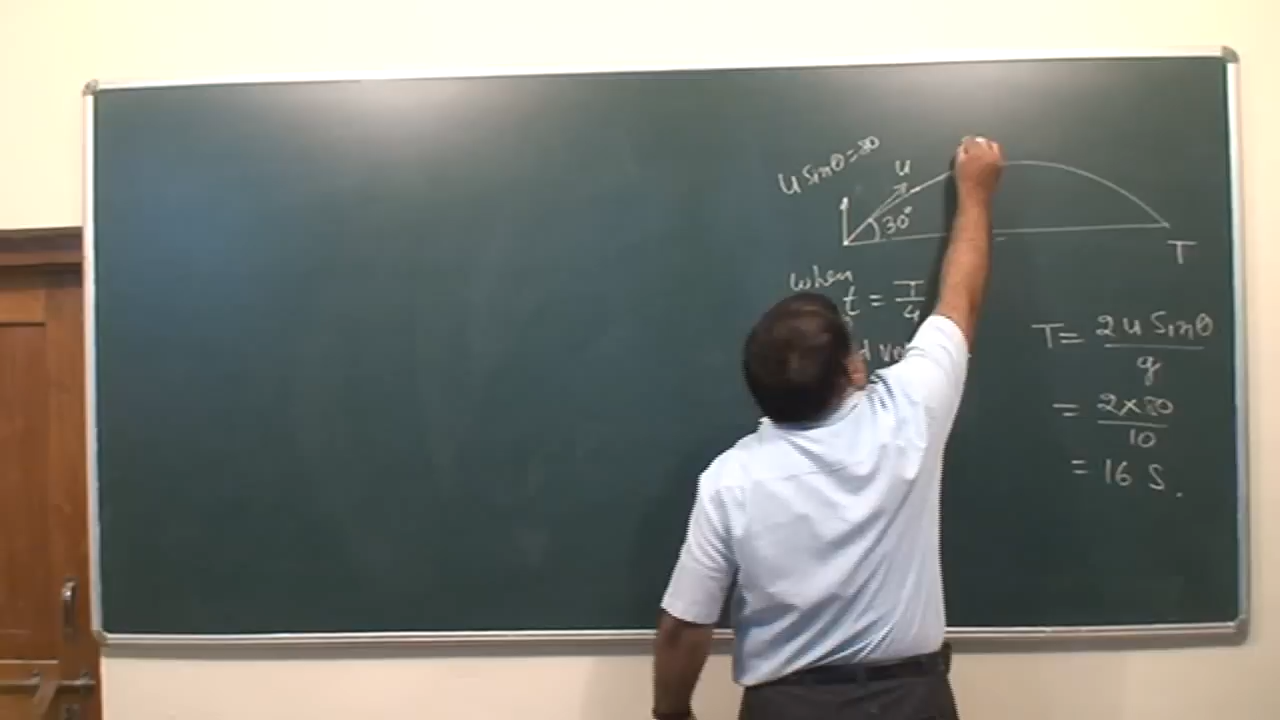 u sinθ=80
u
30°
T
when
t = T/4
T= 2u Sinθ/g
= 2×80/10
= 16 S.